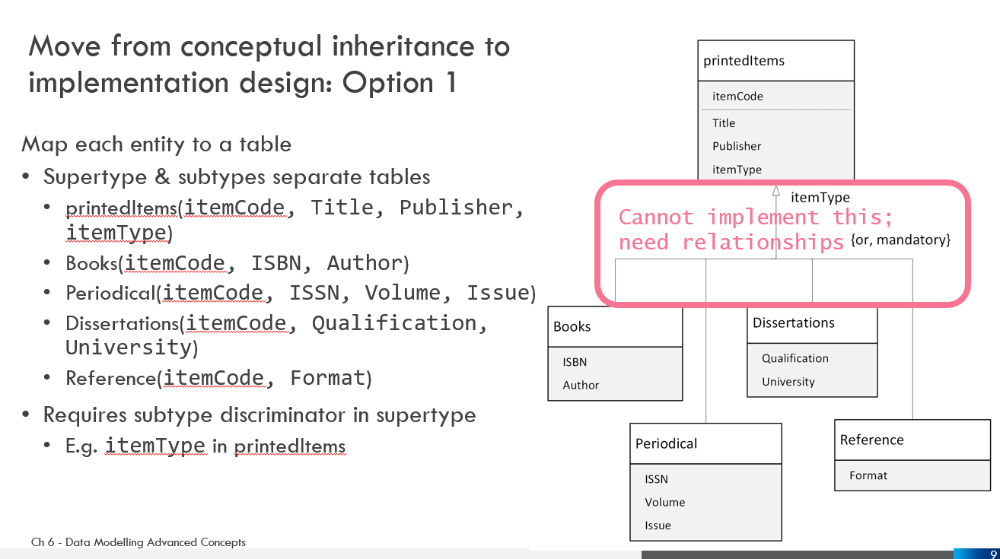 Move from conceptual inheritance to
implementation design: Option 1
Map each entity to a table
• Supertype & subtypes separate tables
• printedItems(itemCode, Title, Publisher,
itemType)
• Books(itemCode, ISBN, Author)
• Periodical(itemCode, ISSN, Volume, Issue)
• Dissertations(itemCode, Qualification,
University)
• Reference(itemCode, Format)
• Requires subtype discriminator in supertype
• E.g. itemType in printedItems
printedItems
itemCode
Title
Publisher
itemType
itemType
Cannot implement this;
need relationships
{or, mandatory}
Books
ISBN
Author
Dissertations
Qualification
University
Periodical
ISSN
Volume
Issue
Reference
Format
Ch 6 - Data Modelling Advanced Concepts
9